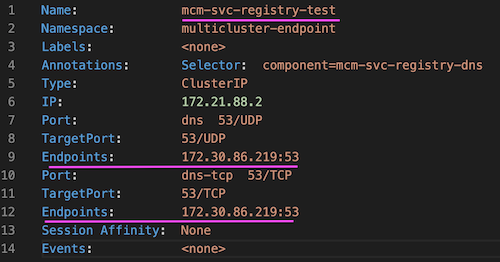 1 Name: mcm-svc-registry-test
2 Namespace: multicluster-endpoint
3 Labels: <none>
4 Annotations: Selector: component=mcm-svc-registry-dns
5 Type: ClusterIP
6 IP: 172.21.88.2
7 Port: dns 53/UDP
8 TargetPort: 53/UDP
9 Endpoints: 172.30.86.219:53
10 Port: dns-tcp 53/TCP
11 TargetPort: 53/TCP
12 Endpoints: 172.30.86.219:53
13 Session Affinity: None
14 Events: <none>